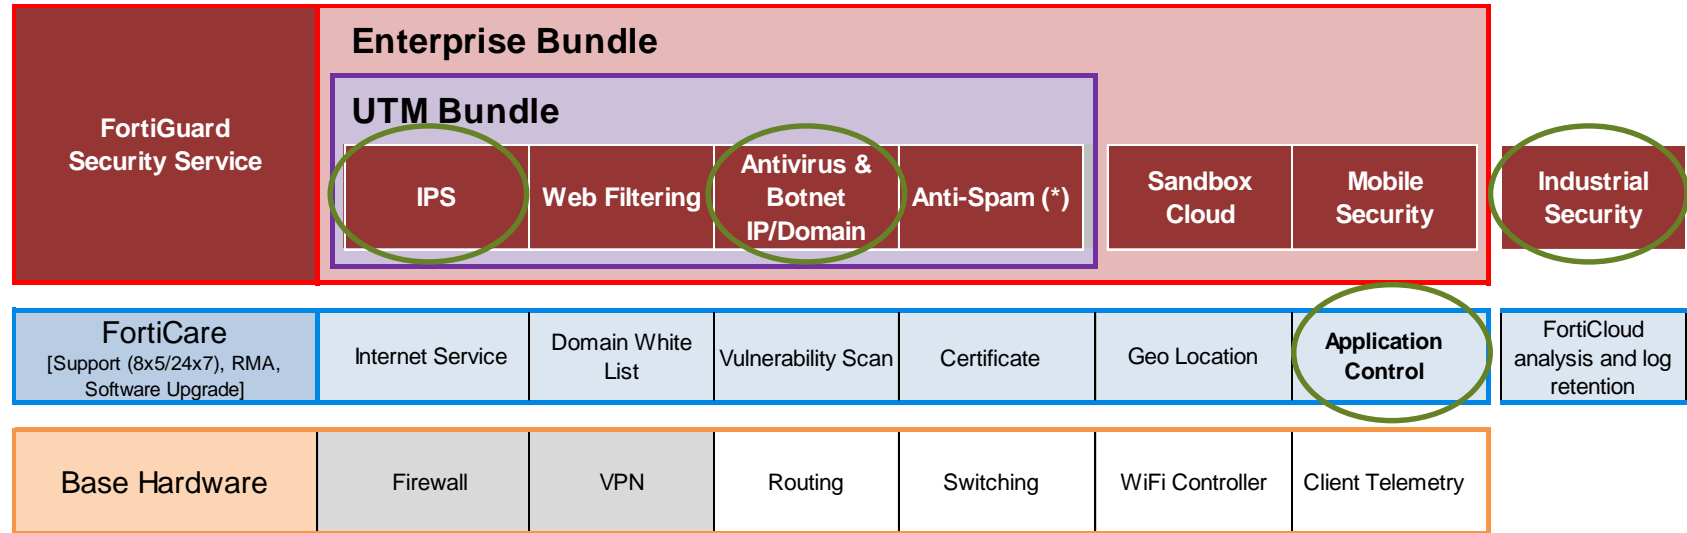 Enterprise Bundle
UTM Bundle
FortiGuard
Security Service
IPS
Web Filtering
Antivirus &
Botnet
IP/Domain
Anti-Spam (*)
Sandbox
Cloud
Mobile
Security
Industrial
Security
FortiCare
[Support (8x5/24x7), RMA,
Software Upgrade]
Internet Service
Domain White
List
Vulnerability Scan
Certificate
Geo Location
Application
Control
FortiCloud
analysis and log
retention
Base Hardware
Firewall
VPN
Routing
Switching
WiFi Controller
Client Telemetry